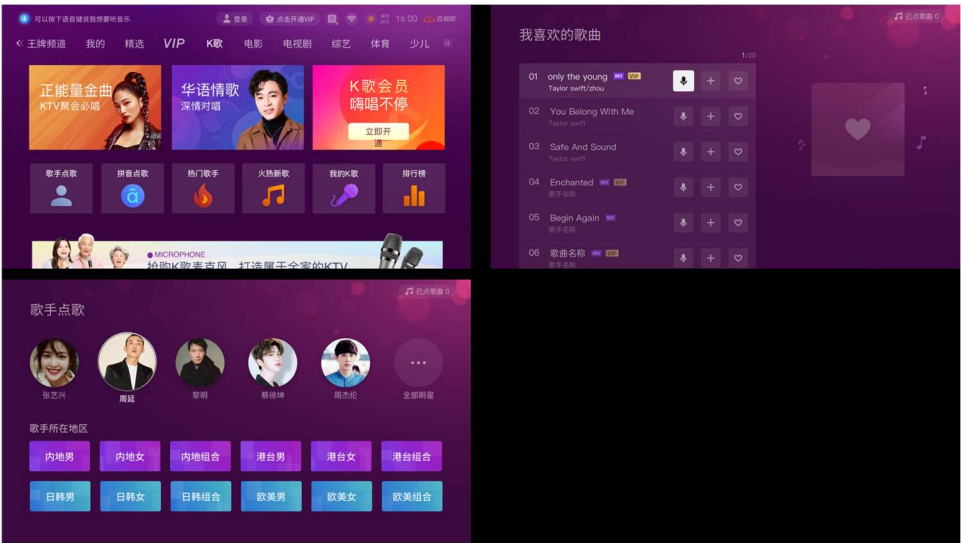 可以按下语音键说我想要听音乐
登录
点击开通VIP
16:00
云视听
王牌频道 我的 精选 VIP K歌 电影 电视剧 综艺 体育 少儿
正能量金曲
KTV聚会必唱
华语情歌
深情对唱
K歌会员
嗨唱不停
立即开
通
歌手点歌 拼音点歌 热门歌手 火热新歌 我的K歌 排行榜
ā
MICROPHONE
抢购K歌麦克风,打造属于全家的KTV
已点歌曲 0
我喜欢的歌曲
1/20
01 only the young MV VIP
Taylor swift/zhou
02 You Belong With Me
Taylor swift
03 Safe And Sound
Taylor swift
04 Enchanted MV VIP
歌手名称
05 Begin Again MV
歌手名称
06 歌曲名称 MV VIP
歌手名称
已点歌曲 0
歌手点歌
张艺兴 周延 黎明 蔡徐坤 周杰伦 全部明星
歌手所在地区
内地男 内地女 内地组合 港台男 港台女 港台组合
日韩男 日韩女 日韩组合 欧美男 欧美女 欧美组合